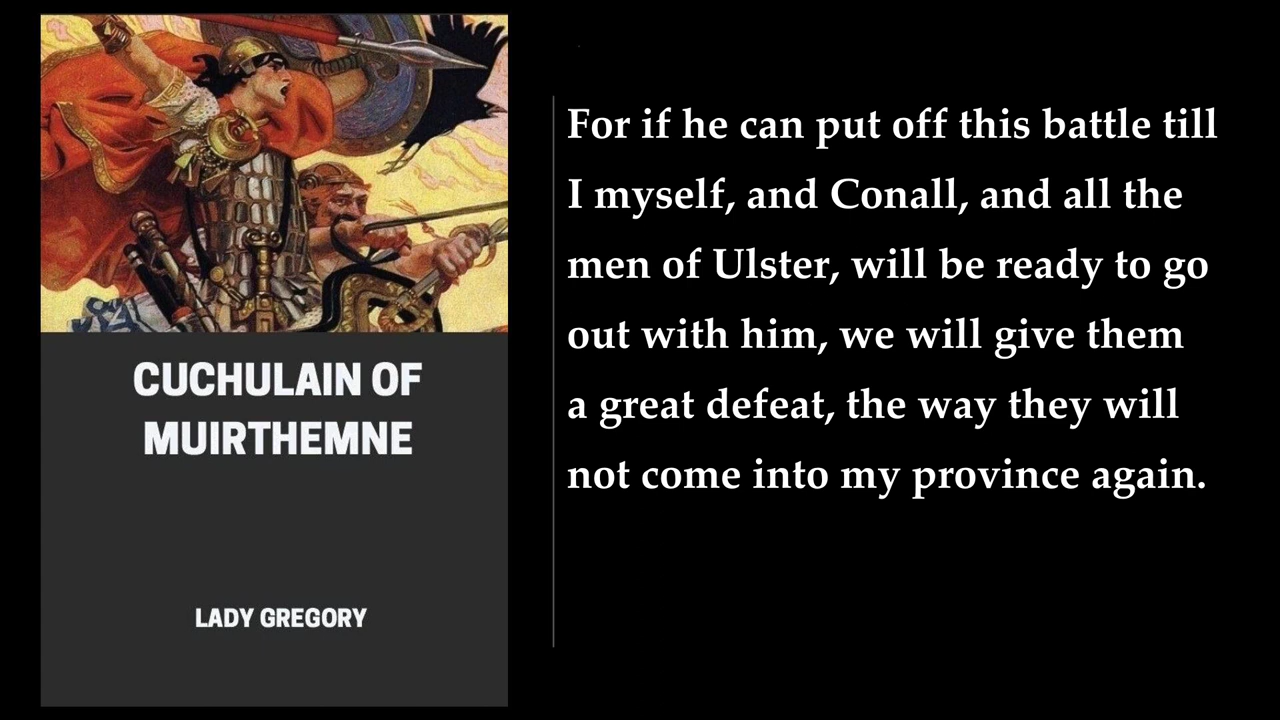 CUCHULAIN OF
MUIRTHEMNE
LADY GREGORY
For if he can put off this battle till
I myself, and Conall, and all the
men of Ulster, will be ready to go
out with him, we will give them
a great defeat, the way they will
not come into my province again.